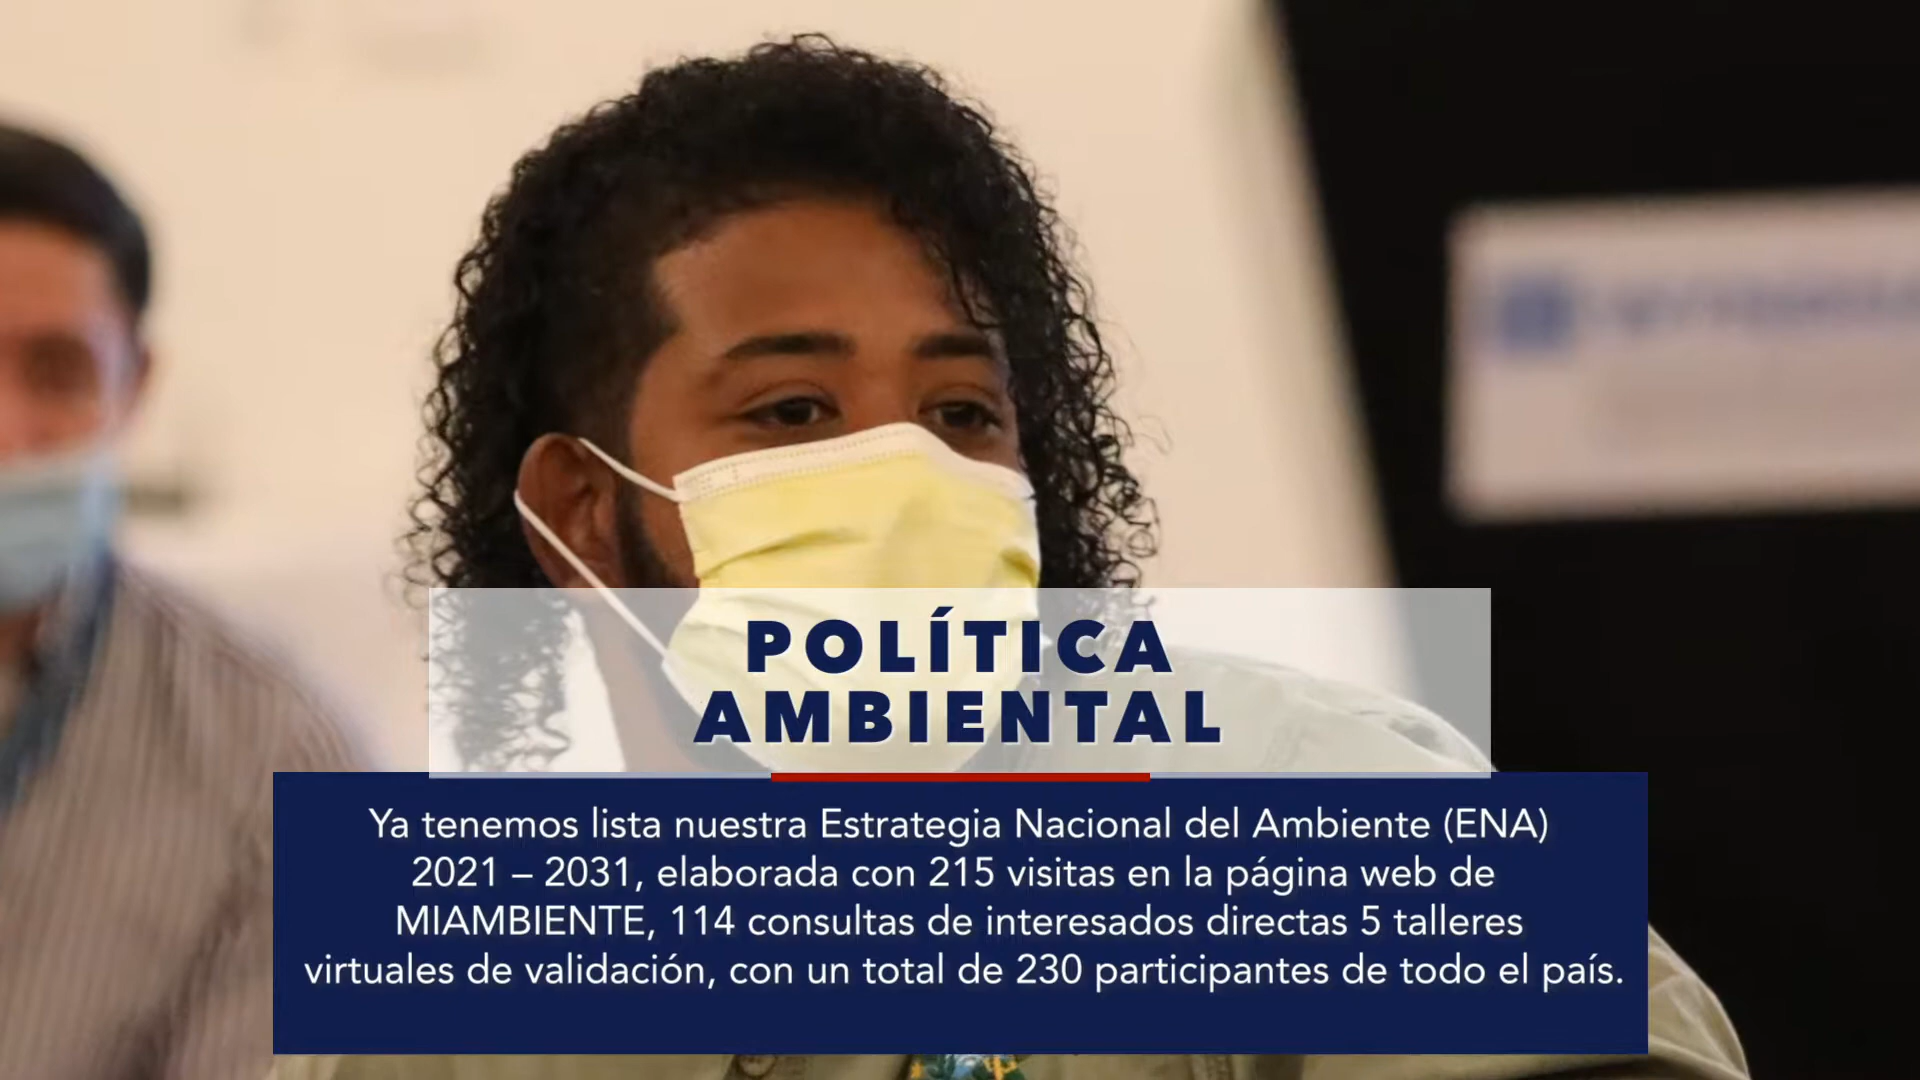 POLÍTICA
AMBIENTAL
Ya tenemos lista nuestra Estrategia Nacional del Ambiente (ENA)
2021 – 2031, elaborada con 215 visitas en la página web de
MIAMBIENTE, 114 consultas de interesados directas 5 talleres
virtuales de validación, con un total de 230 participantes de todo el país.